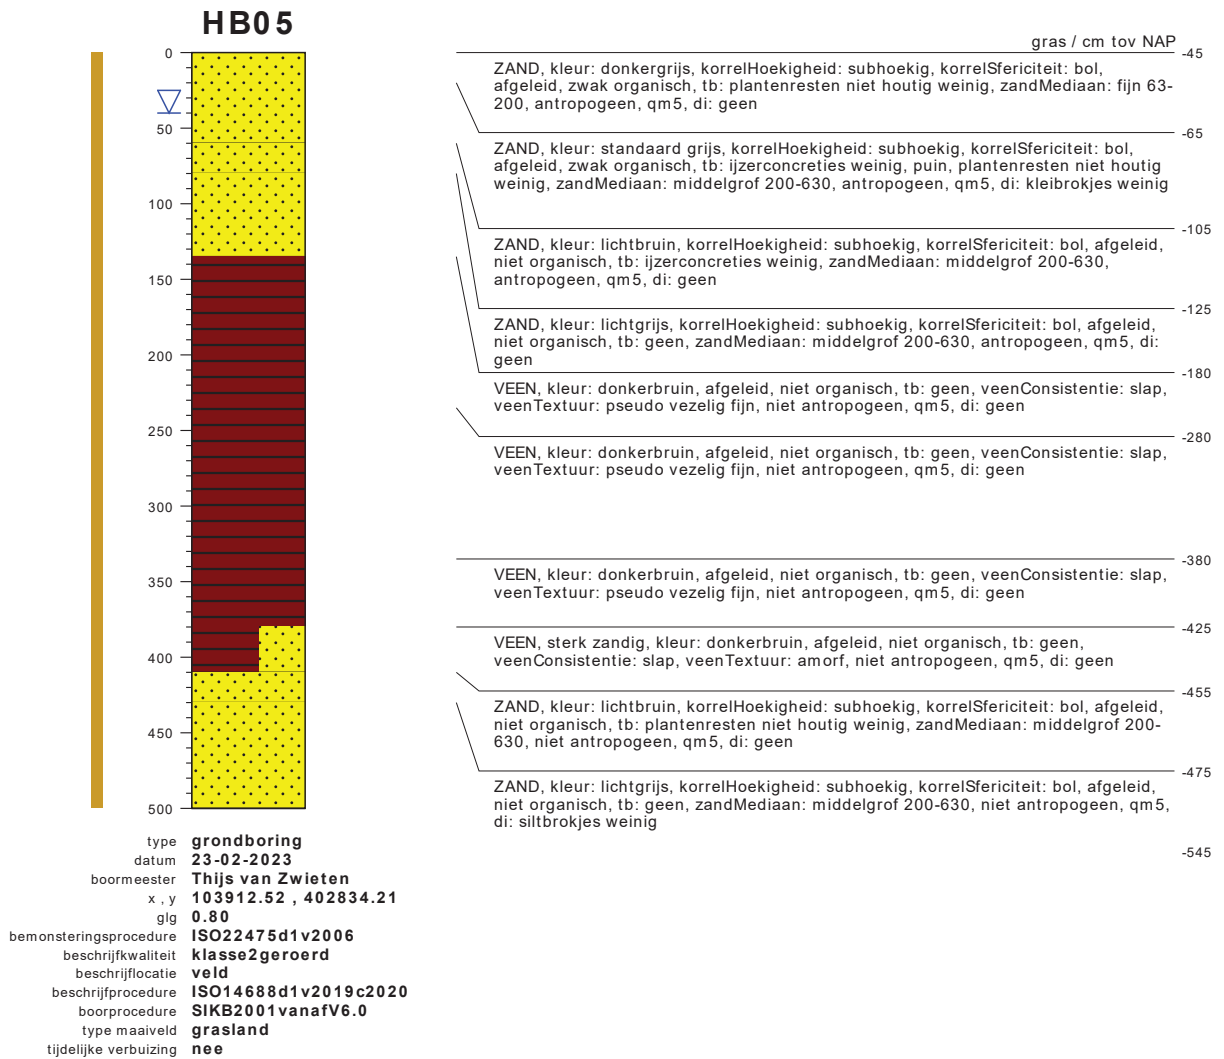 HB05
gras / cm tov NAP
0
50
100
150
200
250
300
350
400
450
500
-45
ZAND, kleur: donkergrijs, korrelHoekigheid: subhoekig, korrelSfericiteit: bol,
afgeleid, zwak organisch, tb: plantenresten niet houtig weinig, zandMediaan: fijn 63-
200, antropogeen, qm5, di: geen
-65
ZAND, kleur: standaard grijs, korrelHoekigheid: subhoekig, korrelSfericiteit: bol,
afgeleid, zwak organisch, tb: ijzerconcreties weinig, puin, plantenresten niet houtig
weinig, zandMediaan: middelgrof 200-630, antropogeen, qm5, di: kleibrokjes weinig
-105
ZAND, kleur: lichtbruin, korrelHoekigheid: subhoekig, korrelSfericiteit: bol, afgeleid,
niet organisch, tb: ijzerconcreties weinig, zandMediaan: middelgrof 200-630,
antropogeen, qm5, di: geen
-125
ZAND, kleur: lichtgrijs, korrelHoekigheid: subhoekig, korrelSfericiteit: bol, afgeleid,
niet organisch, tb: geen, zandMediaan: middelgrof 200-630, antropogeen, qm5, di:
geen
-180
VEEN, kleur: donkerbruin, afgeleid, niet organisch, tb: geen, veenConsistentie: slap,
veenTextuur: pseudo vezelig fijn, niet antropogeen, qm5, di: geen
-280
VEEN, kleur: donkerbruin, afgeleid, niet organisch, tb: geen, veenConsistentie: slap,
veenTextuur: pseudo vezelig fijn, niet antropogeen, qm5, di: geen
-380
VEEN, kleur: donkerbruin, afgeleid, niet organisch, tb: geen, veenConsistentie: slap,
veenTextuur: pseudo vezelig fijn, niet antropogeen, qm5, di: geen
-425
VEEN, sterk zandig, kleur: donkerbruin, afgeleid, niet organisch, tb: geen,
veenConsistentie: slap, veenTextuur: amorf, niet antropogeen, qm5, di: geen
-455
ZAND, kleur: lichtbruin, korrelHoekigheid: subhoekig, korrelSfericiteit: bol, afgeleid,
niet organisch, tb: plantenresten niet houtig weinig, zandMediaan: middelgrof 200-
630, niet antropogeen, qm5, di: geen
-475
ZAND, kleur: lichtgrijs, korrelHoekigheid: subhoekig, korrelSfericiteit: bol, afgeleid,
niet organisch, tb: geen, zandMediaan: middelgrof 200-630, niet antropogeen, qm5,
di: siltbrokjes weinig
-545
type grondboring
datum 23-02-2023
boormeester Thijs van Zwieten
x , y 103912.52 , 402834.21
glg 0.80
bemonsteringsprocedure ISO22475d1v2006
beschrijfkwaliteit klasse2geroerd
beschrijflocatie veld
beschrijfprocedure ISO14688d1v2019c2020
boorprocedure SIKB2001vanafV6.0
type maaiveld grasland
tijdelijke verbuizing nee